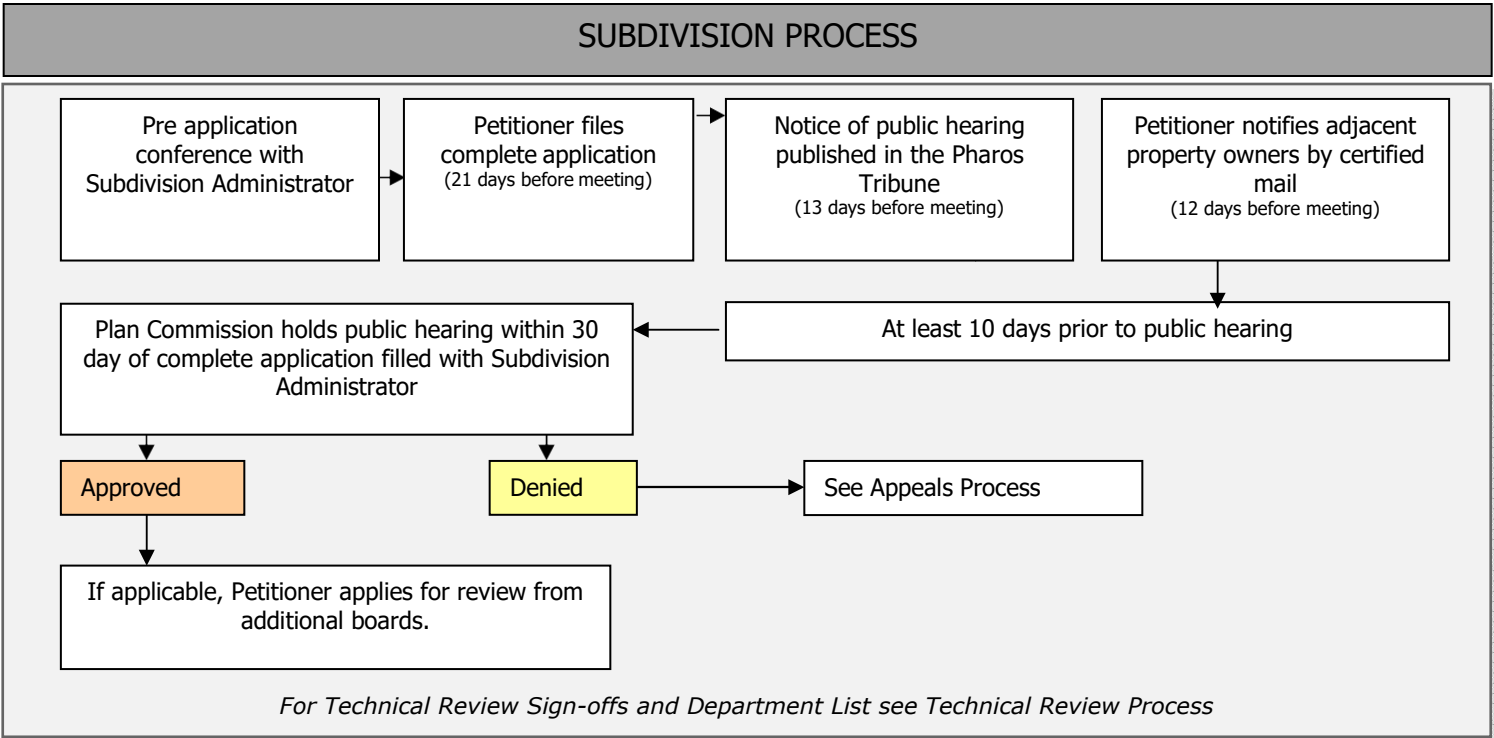 SUBDIVISION PROCESS
Pre application
conference with
Subdivision Administrator
Petitioner files
complete application
(21 days before meeting)
Notice of public hearing
published in the Pharos
Tribune
(13 days before meeting)
Petitioner notifies adjacent
property owners by certified
mail
(12 days before meeting)
At least 10 days prior to public hearing
Plan Commission holds public hearing within 30
day of complete application filled with Subdivision
Administrator
Approved
Denied
See Appeals Process
If applicable, Petitioner applies for review from
additional boards.
For Technical Review Sign-offs and Department List see Technical Review Process